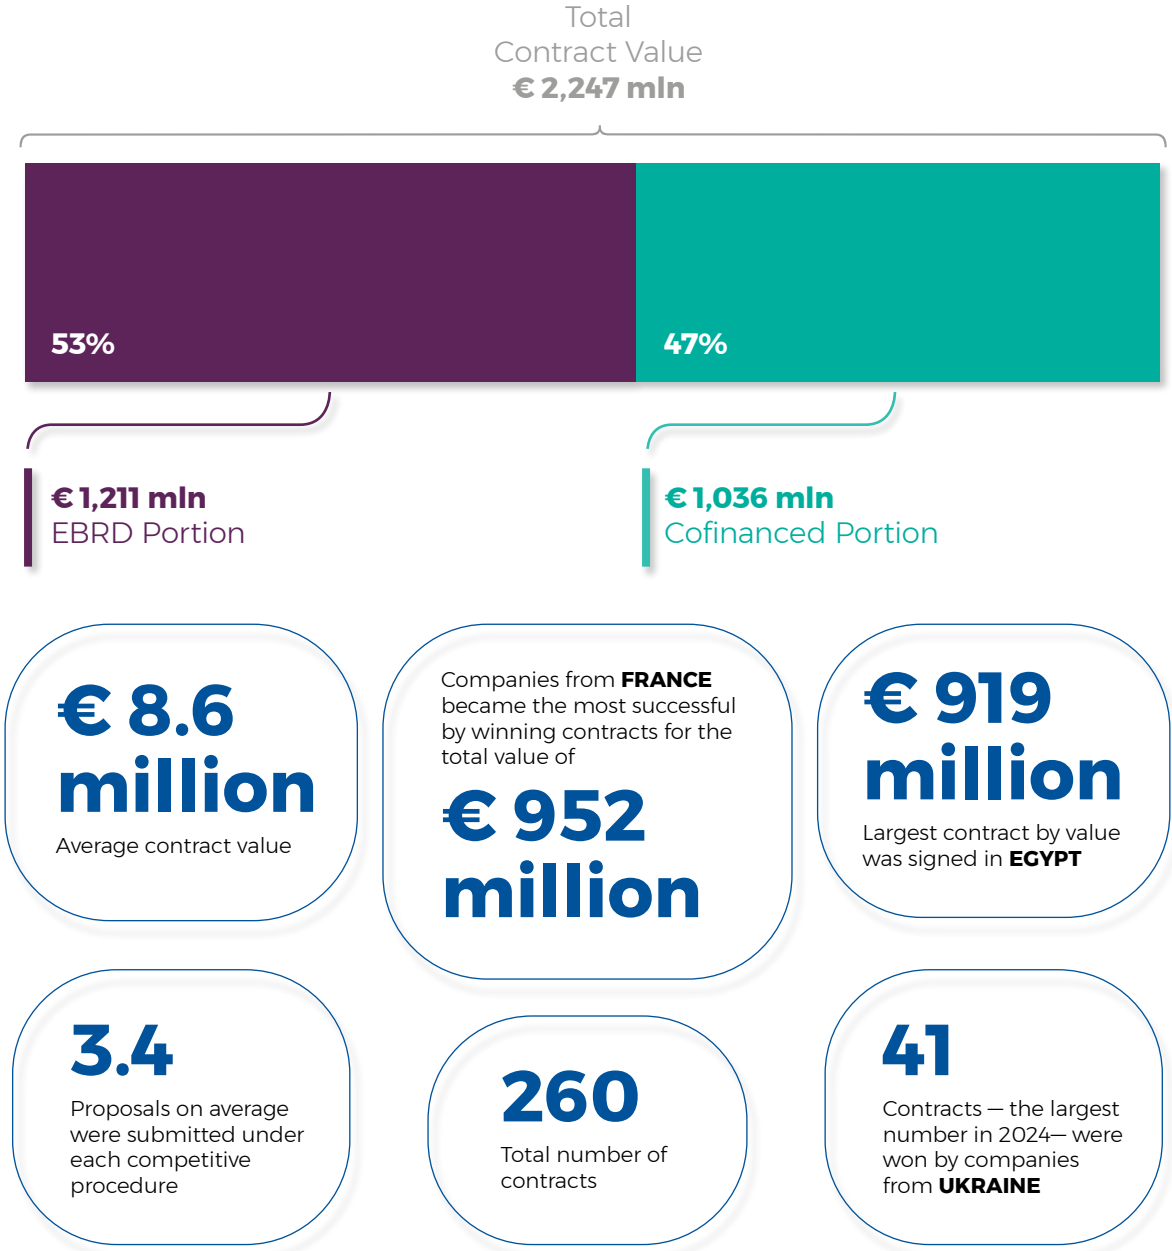 Total
Contract Value
€ 2,247 mln
53%
47%
€ 1,211 mln
EBRD Portion
€ 1,036 mln
Cofinanced Portion
€ 8.6
million
Average contract value
Companies from FRANCE
became the most successful
by winning contracts for the
total value of
€ 952
million
€ 919
million
Largest contract by value
was signed in EGYPT
3.4
Proposals on average
were submitted under
each competitive
procedure
260
Total number of
contracts
41
Contracts — the largest
number in 2024— were
won by companies
from UKRAINE